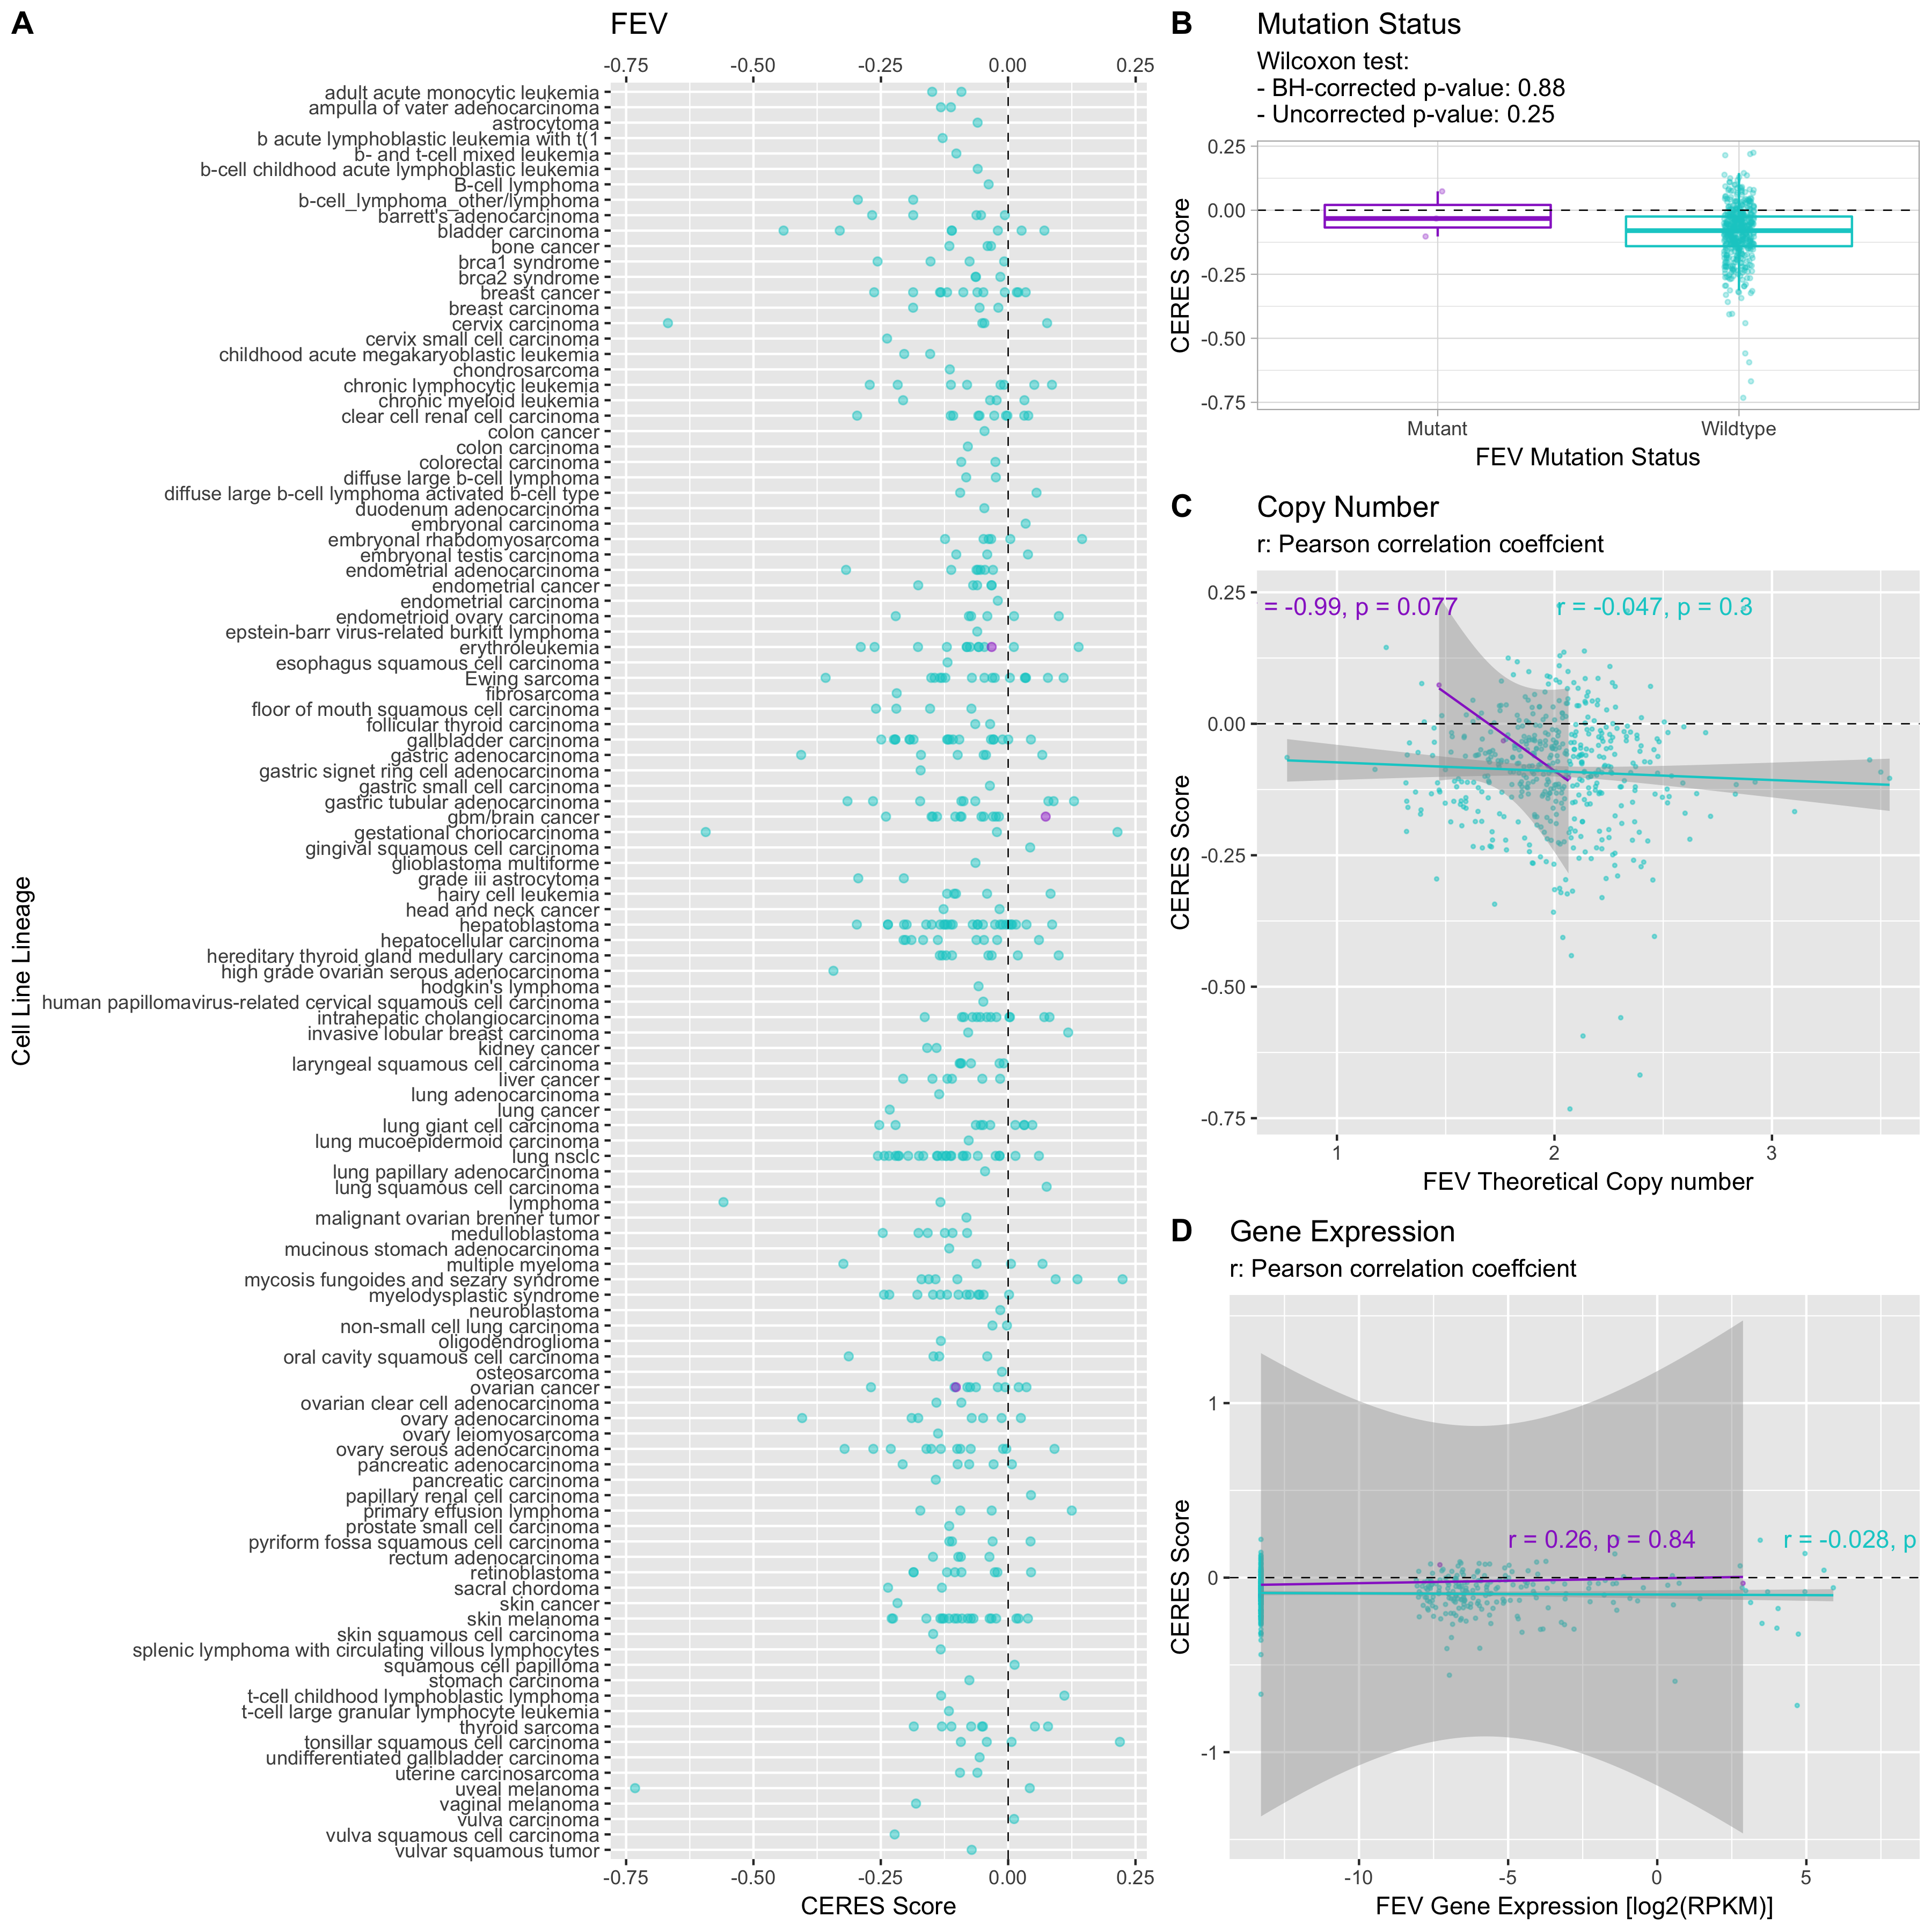 A
FEV
-0.75 -0.50 -0.25 0.00 0.25
adult acute monocytic leukemia
ampulla of vater adenocarcinoma
astrocytoma
b acute lymphoblastic leukemia with t(1
b- and t-cell mixed leukemia
b-cell childhood acute lymphoblastic leukemia
B-cell lymphoma
b-cell_lymphoma_other/lymphoma
barrett's adenocarcinoma
bladder carcinoma
bone cancer
brca1 syndrome
brca2 syndrome
breast cancer
breast carcinoma
cervix carcinoma
cervix small cell carcinoma
childhood acute megakaryoblastic leukemia
chondrosarcoma
chronic lymphocytic leukemia
chronic myeloid leukemia
clear cell renal cell carcinoma
colon cancer
colon carcinoma
colorectal carcinoma
diffuse large b-cell lymphoma
diffuse large b-cell lymphoma activated b-cell type
duodenum adenocarcinoma
embryonal carcinoma
embryonal rhabdomyosarcoma
embryonal testis carcinoma
endometrial adenocarcinoma
endometrial cancer
endometrial carcinoma
endometrioid ovary carcinoma
epstein-barr virus-related burkitt lymphoma
erythroleukemia
esophagus squamous cell carcinoma
Ewing sarcoma
fibrosarcoma
floor of mouth squamous cell carcinoma
follicular thyroid carcinoma
gallbladder carcinoma
gastric adenocarcinoma
gastric signet ring cell adenocarcinoma
gastric small cell carcinoma
gastric tubular adenocarcinoma
gbm/brain cancer
gestational choriocarcinoma
gingival squamous cell carcinoma
glioblastoma multiforme
grade iii astrocytoma
hairy cell leukemia
head and neck cancer
hepatoblastoma
hepatocellular carcinoma
hereditary thyroid gland medullary carcinoma
high grade ovarian serous adenocarcinoma
hodgkin's lymphoma
human papillomavirus-related cervical squamous cell carcinoma
intrahepatic cholangiocarcinoma
invasive lobular breast carcinoma
kidney cancer
laryngeal squamous cell carcinoma
liver cancer
lung adenocarcinoma
lung cancer
lung giant cell carcinoma
lung mucoepidermoid carcinoma
lung nsclc
lung papillary adenocarcinoma
lung squamous cell carcinoma
lymphoma
malignant ovarian brenner tumor
medulloblastoma
mucinous stomach adenocarcinoma
multiple myeloma
mycosis fungoides and sezary syndrome
myelodysplastic syndrome
neuroblastoma
non-small cell lung carcinoma
oligodendroglioma
oral cavity squamous cell carcinoma
osteosarcoma
ovarian cancer
ovarian clear cell adenocarcinoma
ovary adenocarcinoma
ovary leiomyosarcoma
ovary serous adenocarcinoma
pancreatic adenocarcinoma
pancreatic carcinoma
papillary renal cell carcinoma
primary effusion lymphoma
prostate small cell carcinoma
pyriform fossa squamous cell carcinoma
rectum adenocarcinoma
retinoblastoma
sacral chordoma
skin cancer
skin melanoma
skin squamous cell carcinoma
splenic lymphoma with circulating villous lymphocytes
squamous cell papilloma
stomach carcinoma
t-cell childhood lymphoblastic lymphoma
t-cell large granular lymphocyte leukemia
thyroid sarcoma
tonsillar squamous cell carcinoma
undifferentiated gallbladder carcinoma
uterine carcinosarcoma
uveal melanoma
vaginal melanoma
vulva carcinoma
vulva squamous cell carcinoma
vulvar squamous tumor
-0.75 -0.50 -0.25 0.00 0.25
CERES Score
Cell Line Lineage
B
Mutation Status
Wilcoxon test:
- BH-corrected p-value: 0.88
- Uncorrected p-value: 0.25
0.25
0.00
-0.25
-0.50
-0.75
CERES Score
Mutant Wildtype
FEV Mutation Status
C
Copy Number
r: Pearson correlation coeffcient
= -0.99, p = 0.077 r = -0.047, p = 0.3
0.25
0.00
-0.25
-0.50
-0.75
CERES Score
1 2 3
FEV Theoretical Copy number
D
Gene Expression
r: Pearson correlation coeffcient
r = 0.26, p = 0.84 r = -0.028, p
1
0
-1
CERES Score
-10 -5 0 5
FEV Gene Expression [log2(RPKM)]